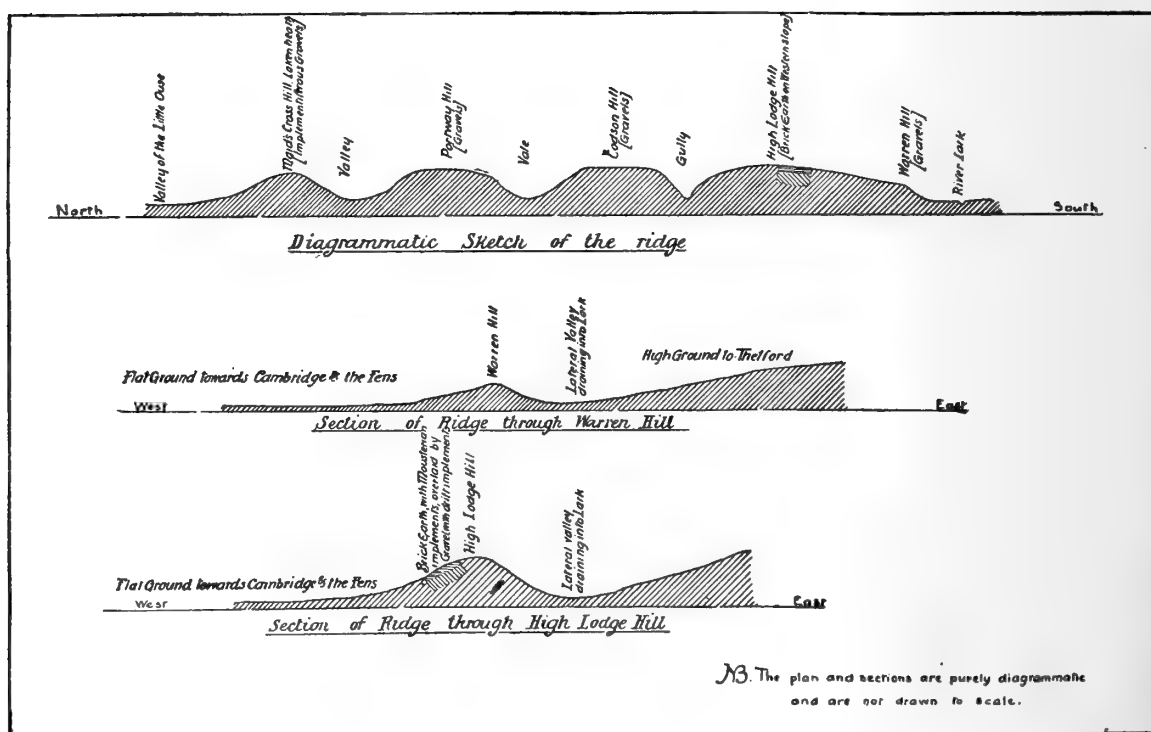 Valley of the Little Ouse
Maid's Cross Hill, Lakenheath
[Implementiferous Gravels]
Valley
Portway Hill
[Gravels]
Vale
Codson Hill
[Gravels]
Gully
High Lodge Hill
[Brick Earth on Western slope]
Warren Hill
[Gravels]
River Lark
North
South
Diagrammatic Sketch of the ridge
Warren Hill
Lateral Valley
draining into Lark
High Ground to Thetford
Flat Ground towards Cambridge & the Fens
West
East
Section of Ridge through Warren Hill
Brick Earth, with Mousterian
implements, overlaid by
Gravel with drift implements
High Lodge Hill
Lateral valley
draining into Lark
Flat Ground towards Cambridge & the Fens
West
East
Section of Ridge through High Lodge Hill
NB. The plan and sections are purely diagrammatic
and are not drawn to scale.